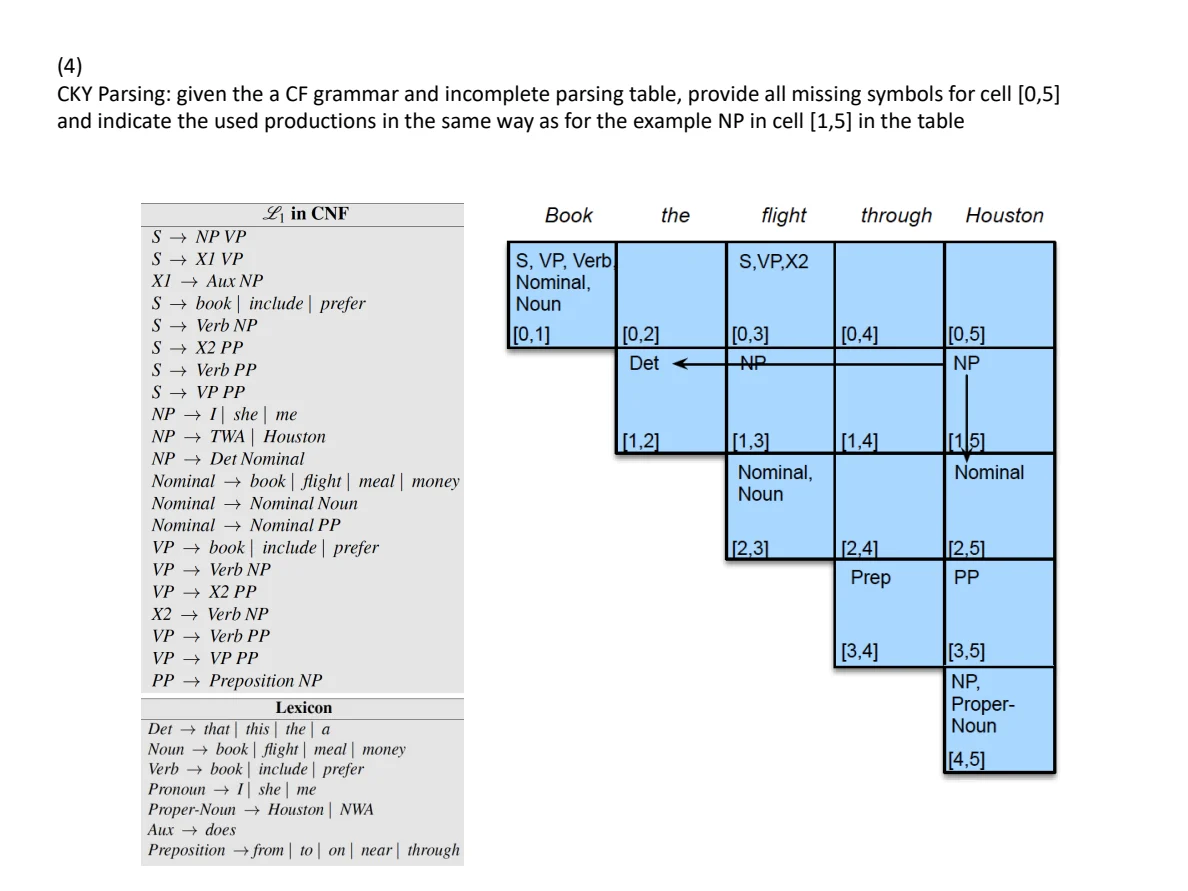 (4)
CKY Parsing: given the a CF grammar and incomplete parsing table, provide all missing symbols for cell [0,5]
and indicate the used productions in the same way as for the example NP in cell [1,5] in the table
ℒ1 in CNF
S → NP VP
S → X1 VP
X1 → Aux NP
S → book | include | prefer
S → Verb NP
S → X2 PP
S → Verb PP
S → VP PP
NP → I | she | me
NP → TWA | Houston
NP → Det Nominal
Nominal → book | flight | meal | money
Nominal → Nominal Noun
Nominal → Nominal PP
VP → book | include | prefer
VP → Verb NP
VP → X2 PP
X2 → Verb NP
VP → Verb PP
VP → VP PP
PP → Preposition NP
Lexicon
Det → that | this | the | a
Noun → book | flight | meal | money
Verb → book | include | prefer
Pronoun → I | she | me
Proper-Noun → Houston | NWA
Aux → does
Preposition → from | to | on | near | through
Book the flight through Houston
S, VP, Verb,
Nominal,
Noun
[0,1]
[0,2]
S,VP,X2
[0,3]
[0,4]
[0,5]
Det
[1,2]
NP
[1,3]
[1,4]
NP
[1,5]
Nominal,
Noun
[2,3]
[2,4]
Nominal
[2,5]
Prep
[3,4]
PP
[3,5]
NP,
Proper-
Noun
[4,5]